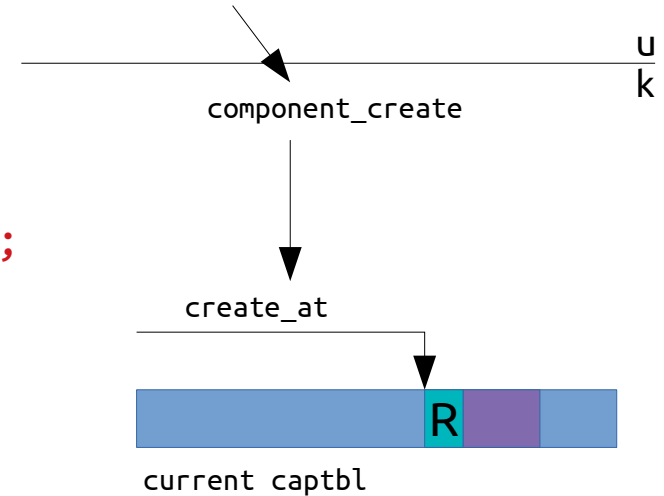 u
k
component_create
;
create_at
R
current captbl